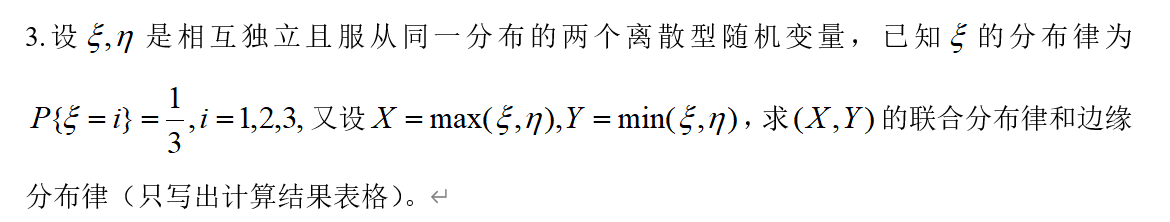 3.设 ξ,η 是相互独立且服从同一分布的两个离散型随机变量，已知 ξ 的分布律为
P{ξ = i} = 1/3, i = 1,2,3, 又设 X = max(ξ,η),Y = min(ξ,η)，求(X,Y)的联合分布律和边缘
分布律（只写出计算结果表格）。↵